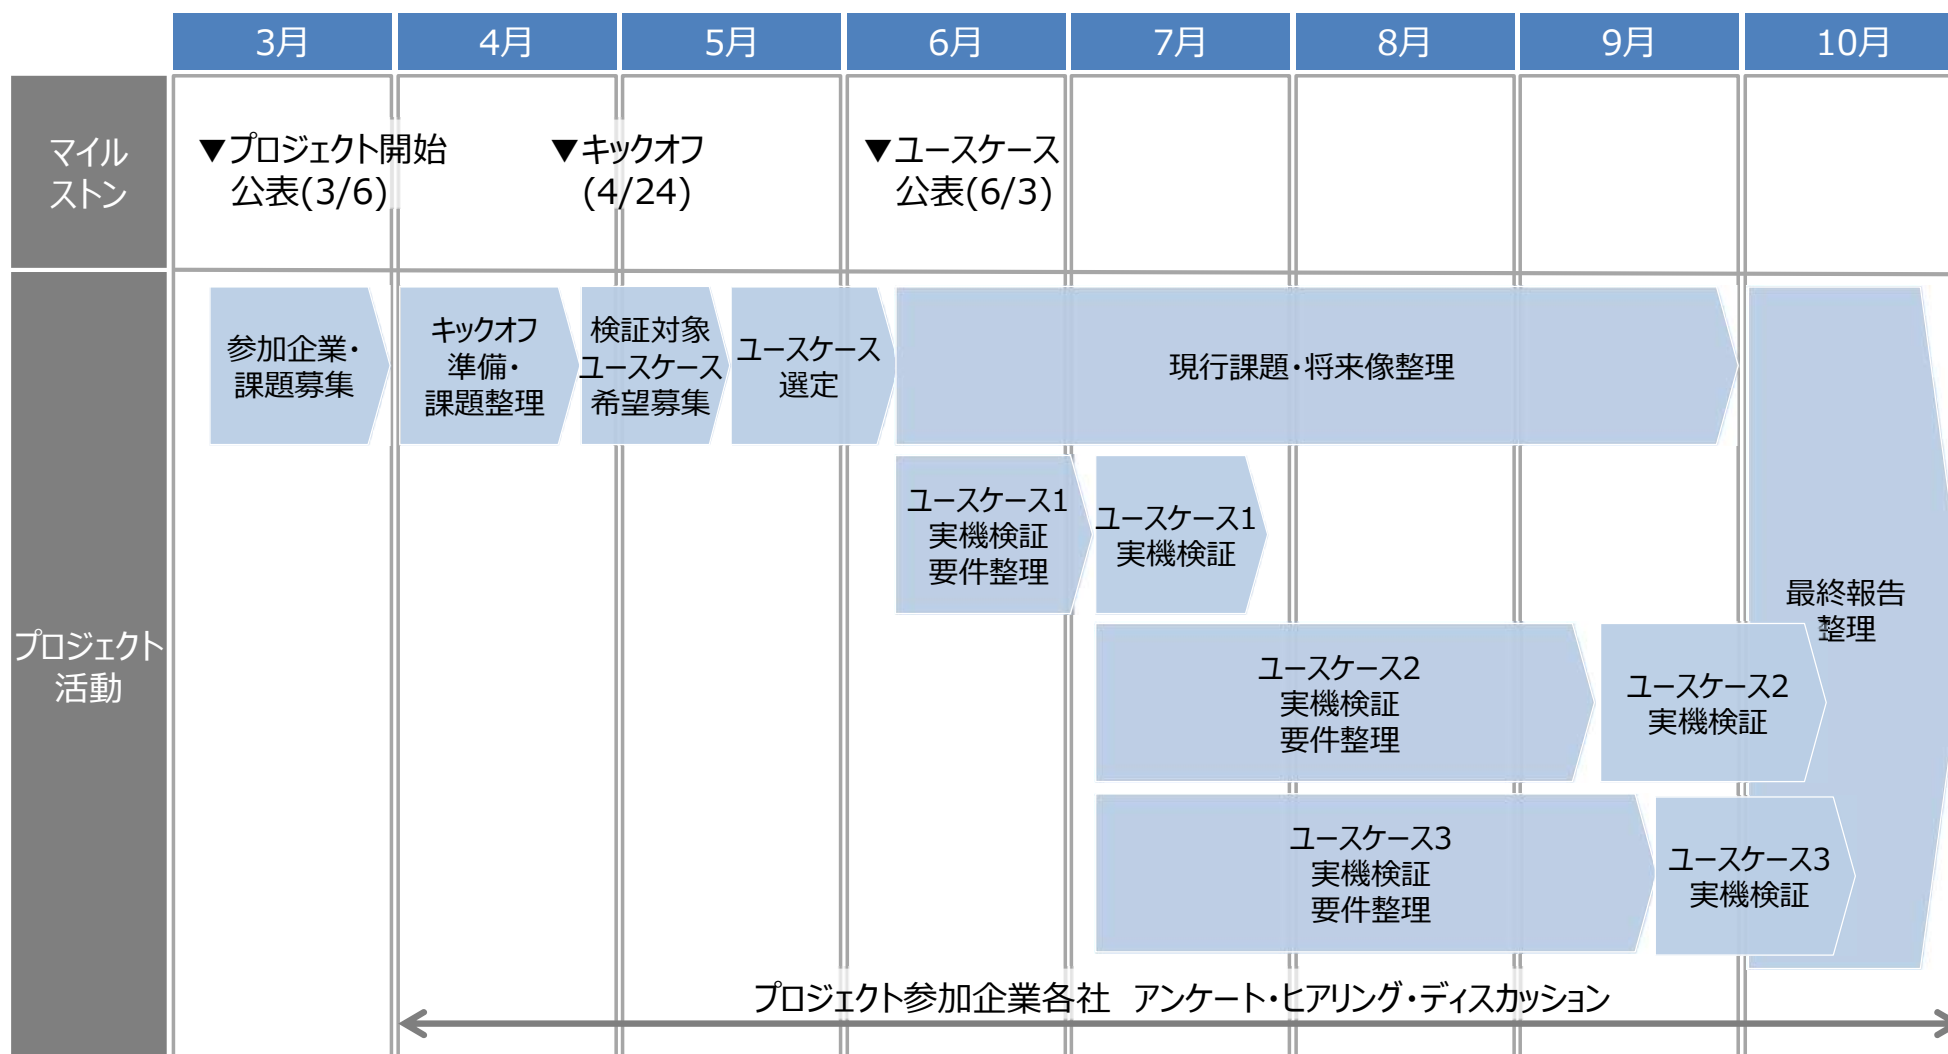 3月
4月
5月
6月
7月
8月
9月
10月
マイル
ストン
▼プロジェクト開始
公表(3/6)
▼キックオフ
(4/24)
▼ユースケース
公表(6/3)
プロジェクト
活動
参加企業・
課題募集
キックオフ
準備・
課題整理
検証対象
ユースケース
希望募集
ユースケース
選定
現行課題・将来像整理
ユースケース1
実機検証
要件整理
ユースケース1
実機検証
ユースケース2
実機検証
要件整理
ユースケース2
実機検証
ユースケース3
実機検証
要件整理
ユースケース3
実機検証
最終報告
整理
プロジェクト参加企業各社 アンケート・ヒアリング・ディスカッション